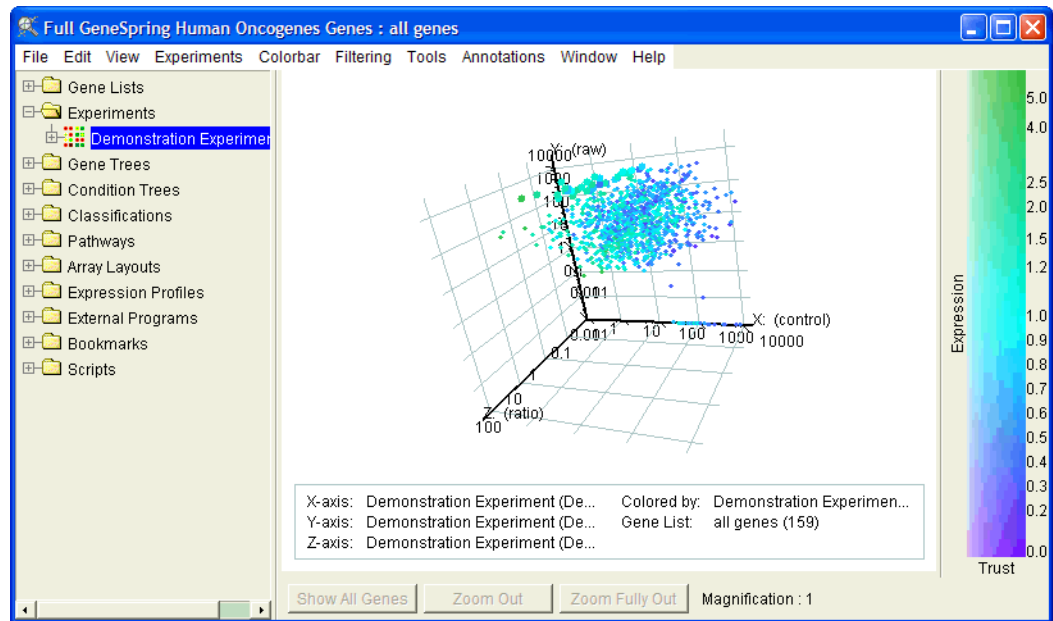 Full GeneSpring Human Oncogenes Genes : all genes
File Edit View Experiments Colorbar Filtering Tools Annotations Window Help
Gene Lists
Experiments
Demonstration Experimer
Gene Trees
Condition Trees
Classifications
Pathways
Array Layouts
Expression Profiles
External Programs
Bookmarks
Scripts
Y: (raw)
10000
1000
100
10
1
0.1
0.001
X: (control)
0.001 1 10 100 1000 10000
0.1
1
10
Z: (ratio)
100
X-axis: Demonstration Experiment (De...
Y-axis: Demonstration Experiment (De...
Z-axis: Demonstration Experiment (De...
Colored by: Demonstration Experimen...
Gene List: all genes (159)
Show All Genes Zoom Out Zoom Fully Out Magnification : 1
Expression
5.0
4.0
2.5
2.0
1.5
1.2
1.0
0.9
0.8
0.7
0.6
0.5
0.4
0.3
0.2
0.0
Trust